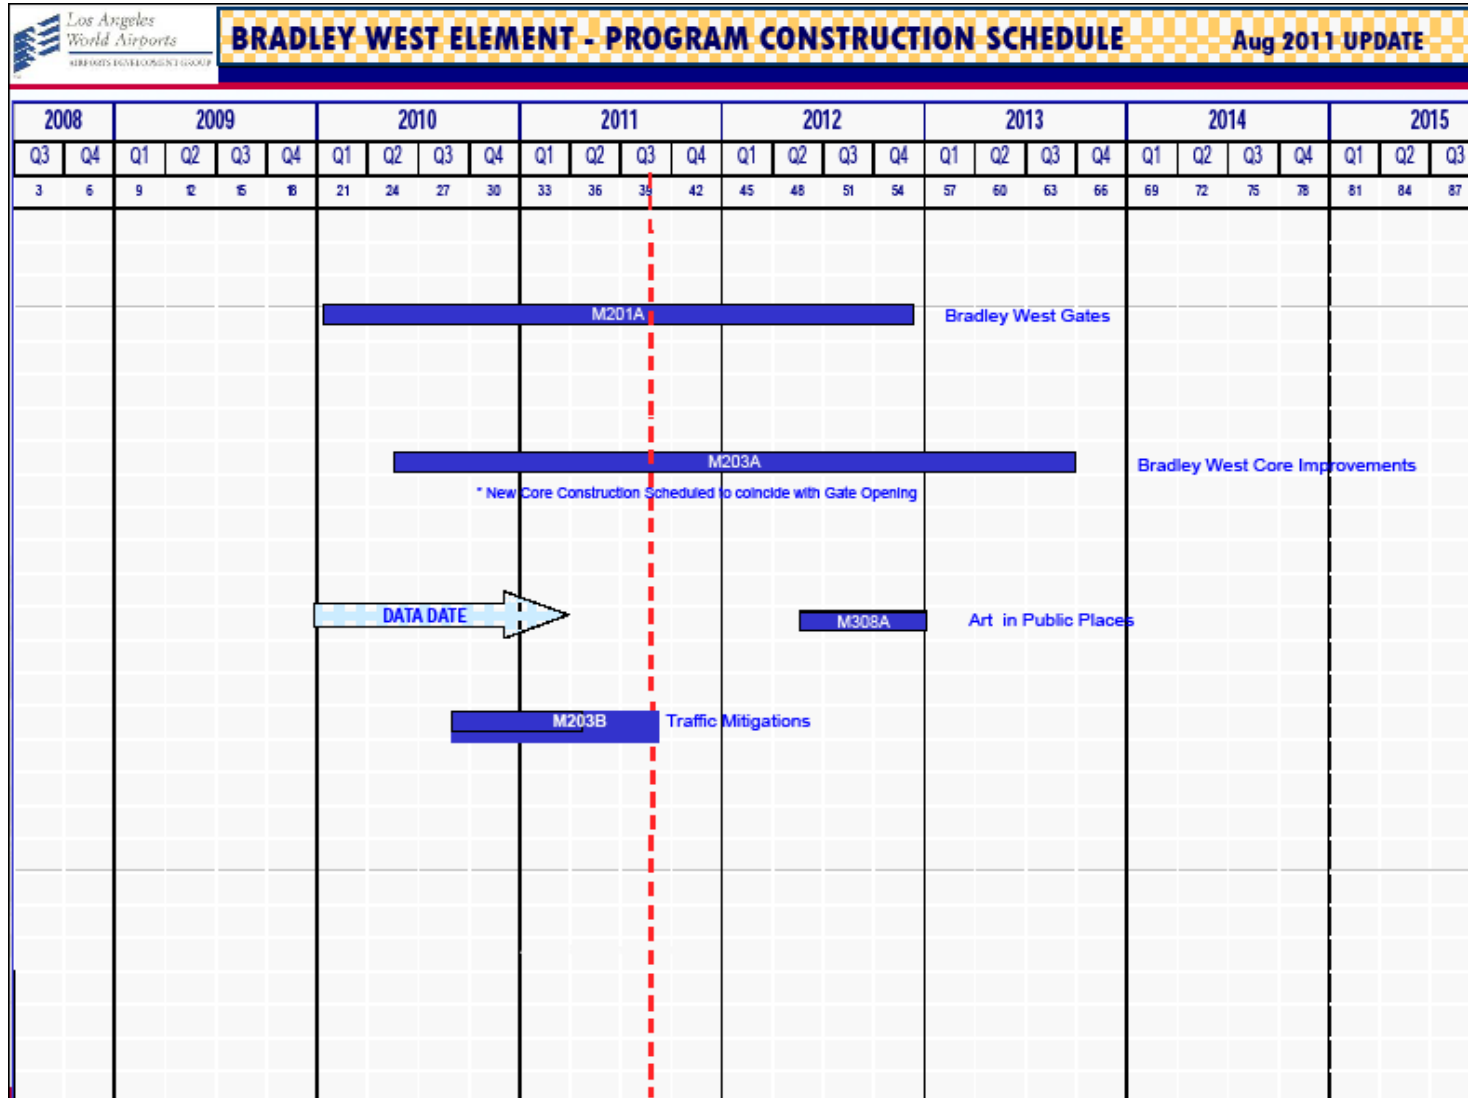 Los Angeles
World Airports
AIRPORTS DEVELOPMENT GROUP
BRADLEY WEST ELEMENT - PROGRAM CONSTRUCTION SCHEDULE Aug 2011 UPDATE
2008 2009 2010 2011 2012 2013 2014 2015
Q3 Q4 Q1 Q2 Q3 Q4 Q1 Q2 Q3 Q4 Q1 Q2 Q3 Q4 Q1 Q2 Q3 Q4 Q1 Q2 Q3 Q4 Q1 Q2 Q3 Q4 Q1 Q2 Q3
3 6 9 12 15 18 21 24 27 30 33 36 39 42 45 48 51 54 57 60 63 66 69 72 75 78 81 84 87
M201A Bradley West Gates
M203A Bradley West Core Improvements
* New Core Construction Scheduled to coincide with Gate Opening
DATA DATE M308A Art in Public Places
M203B Traffic Mitigations